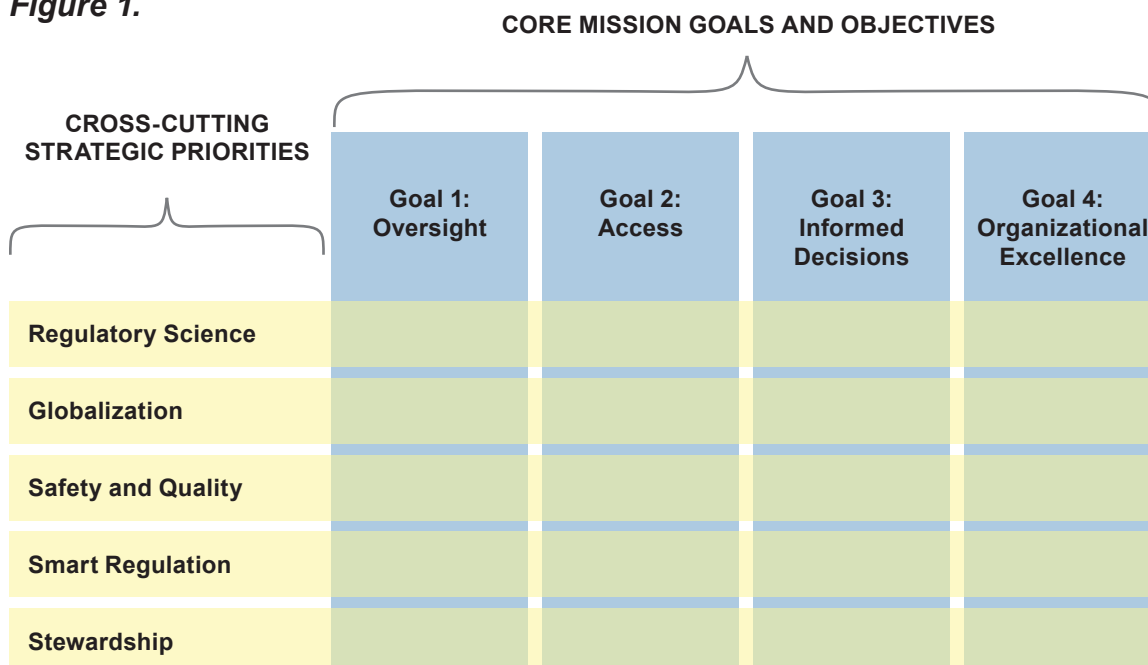 Figure 1.
CORE MISSION GOALS AND OBJECTIVES
CROSS-CUTTING
STRATEGIC PRIORITIES
Goal 1:
Oversight
Goal 2:
Access
Goal 3:
Informed
Decisions
Goal 4:
Organizational
Excellence
Regulatory Science
Globalization
Safety and Quality
Smart Regulation
Stewardship